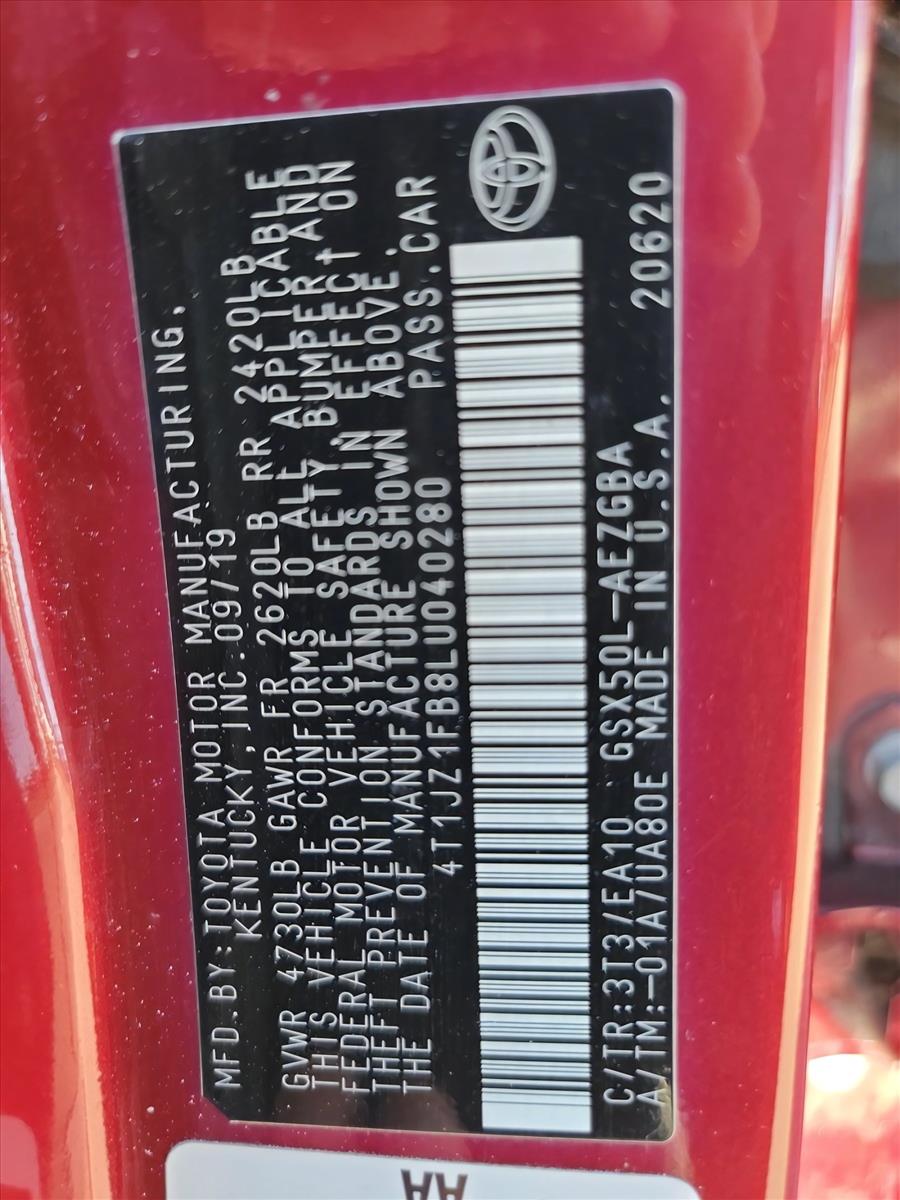 MFD.BY:TOYOTA MOTOR MANUFACTURING,
KENTUCKY,INC.09/19
GVWR 4730LB GAWR FR 2620LB RR 2420LB
THIS VEHICLE CONFORMS TO ALL APPLICABLE
FEDERAL MOTOR VEHICLE SAFETY,BUMPER AND
THEFT PREVENTION STANDARDS IN EFFECT ON
THE DATE OF MANUFACTURE SHOWN ABOVE.
4T1JZ1FB8LU040280 PASS.CAR
C/TR:3T3/EA10 GSX50L-AEZGBA
A/TM:-01A/UA80E MADE IN U.S.A. 20620
AA